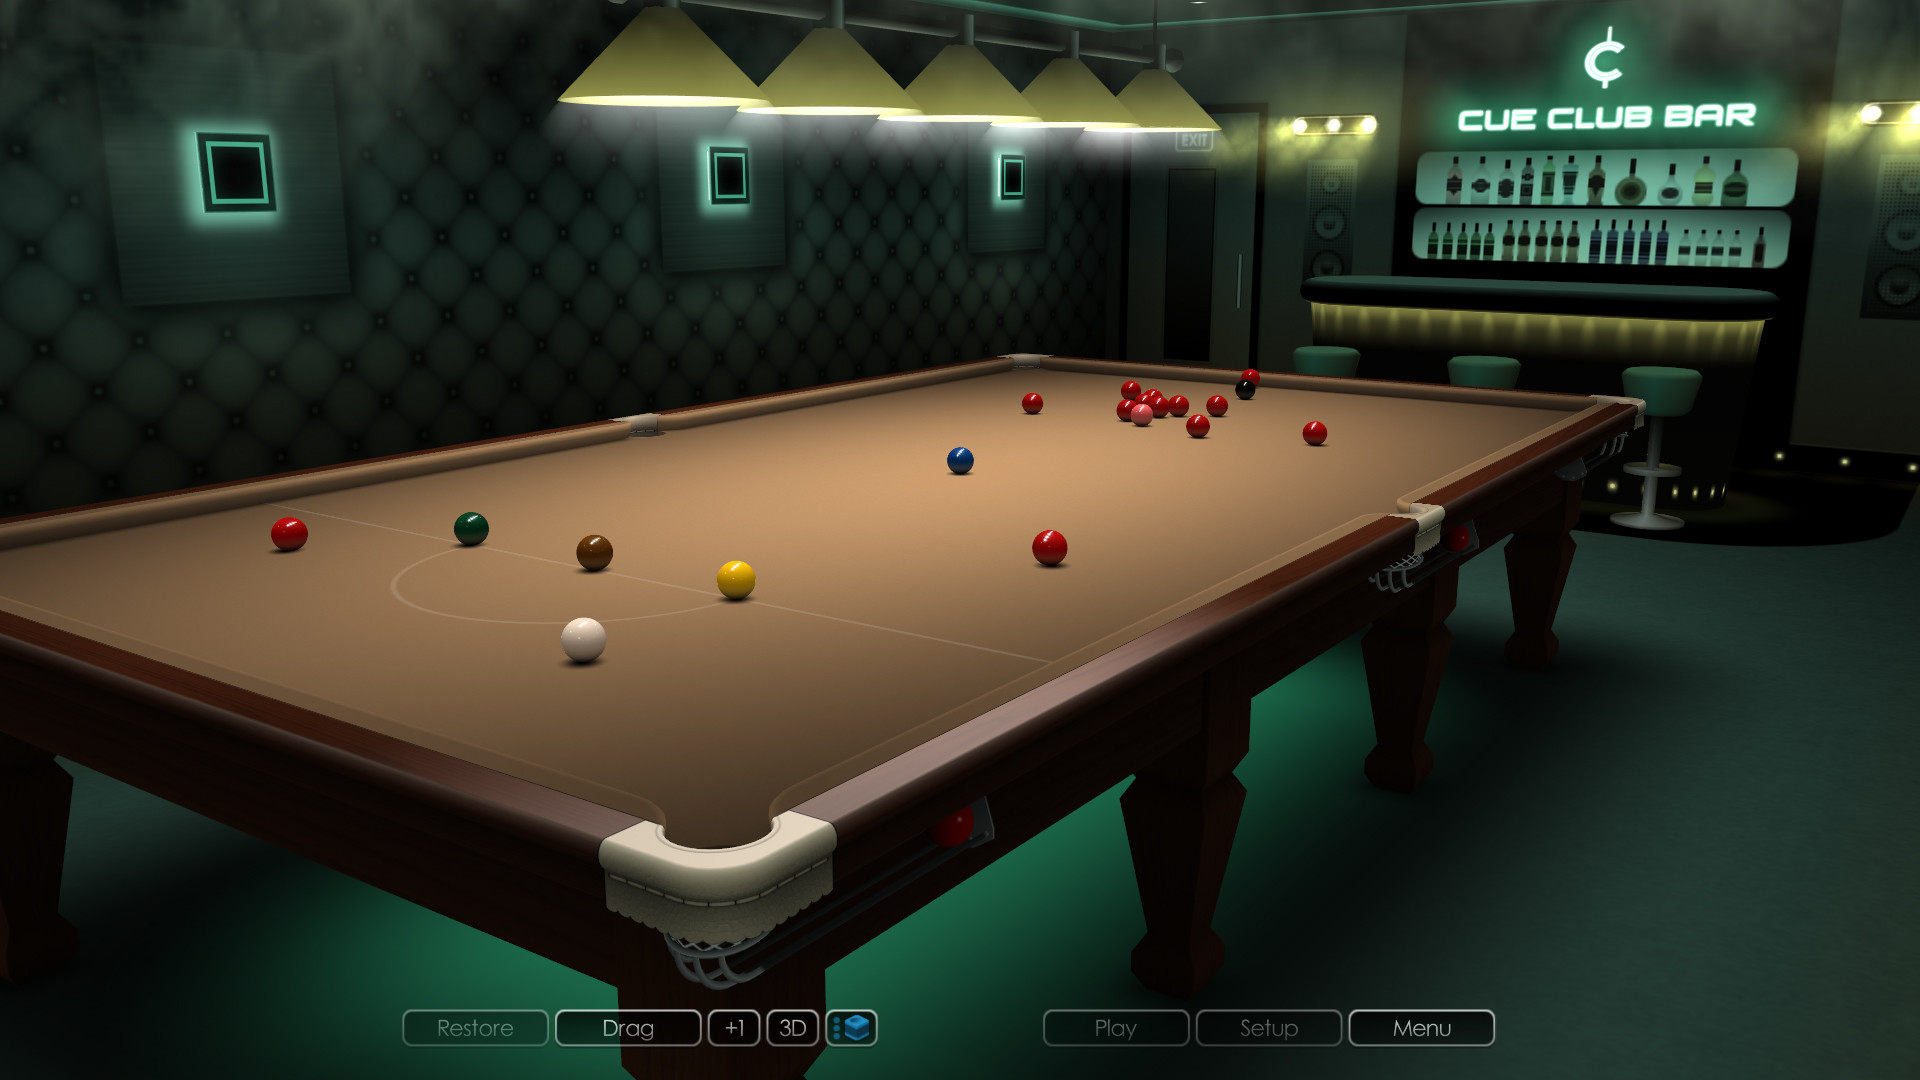 CUE CLUB BAR
EXIT
Restore
Drag
+1
3D
Play
Setup
Menu